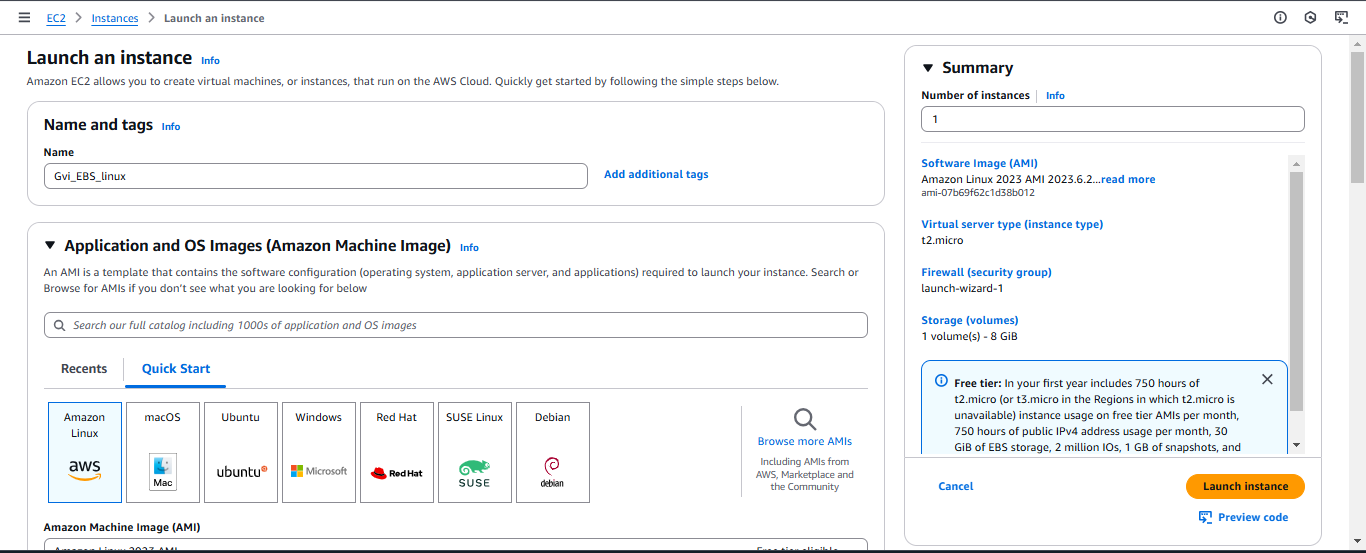 EC2 > Instances > Launch an instance
Launch an instance Info
Amazon EC2 allows you to create virtual machines, or instances, that run on the AWS Cloud. Quickly get started by following the simple steps below.
Name and tags Info
Name
Gvi_EBS_linux
Add additional tags
Application and OS Images (Amazon Machine Image) Info
An AMI is a template that contains the software configuration (operating system, application server, and applications) required to launch your instance. Search or
Browse for AMIs if you don't see what you are looking for below
Search our full catalog including 1000s of application and OS images
Recents
Quick Start
Amazon
Linux
aws
macOS
Mac
Ubuntu
ubuntu
Windows
Microsoft
Red Hat
Red Hat
SUSE Linux
SUSE
Debian
debian
Browse more AMIs
Including AMIs from
AWS, Marketplace and
the Community
Amazon Machine Image (AMI)
Amazon Linux 2023 AMI
Free tier eligible
Summary
Number of instances Info
1
Software Image (AMI)
Amazon Linux 2023 AMI 2023.6.2...read more
ami-07b69f62c1d38b012
Virtual server type (instance type)
t2.micro
Firewall (security group)
launch-wizard-1
Storage (volumes)
1 volume(s) - 8 GiB
Free tier: In your first year includes 750 hours of
t2.micro (or t3.micro in the Regions in which t2.micro is
unavailable) instance usage on free tier AMIs per month,
750 hours of public IPv4 address usage per month, 30
GiB of EBS storage, 2 million IOs, 1 GB of snapshots, and
Cancel
Launch instance
Preview code